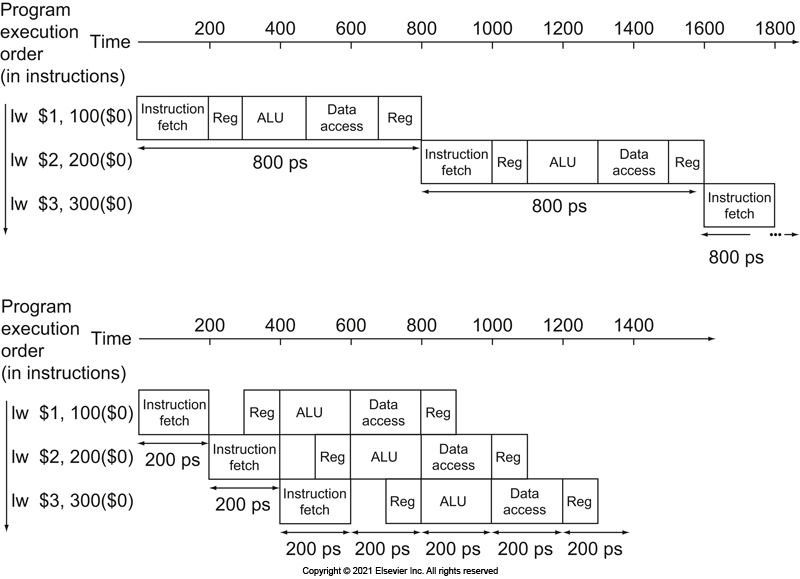 Program
execution
order
(in instructions)
Time
200 400 600 800 1000 1200 1400 1600 1800
lw $1, 100($0)
Instruction
fetch
Reg
ALU
Data
access
Reg
800 ps
lw $2, 200($0)
Instruction
fetch
Reg
ALU
Data
access
Reg
800 ps
lw $3, 300($0)
Instruction
fetch
•••
800 ps
Program
execution
order
(in instructions)
Time
200 400 600 800 1000 1200 1400
lw $1, 100($0)
Instruction
fetch
Reg
ALU
Data
access
Reg
200 ps
lw $2, 200($0)
Instruction
fetch
Reg
ALU
Data
access
Reg
200 ps
lw $3, 300($0)
Instruction
fetch
Reg
ALU
Data
access
Reg
200 ps 200 ps 200 ps 200 ps 200 ps
Copyright © 2021 Elsevier Inc. All rights reserved